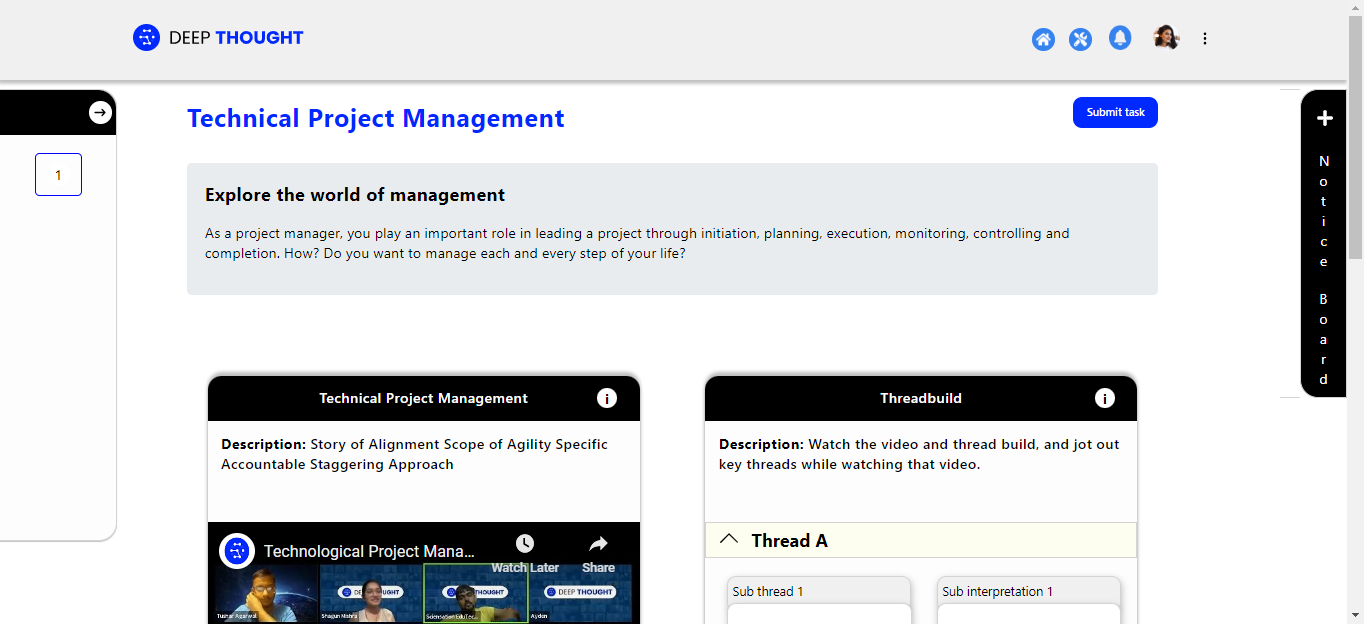 DEEP THOUGHT
Technical Project Management
Submit task
1
Explore the world of management
As a project manager, you play an important role in leading a project through initiation, planning, execution, monitoring, controlling and
completion. How? Do you want to manage each and every step of your life?
Notice Board
Technical Project Management
i
Description: Story of Alignment Scope of Agility Specific
Accountable Staggering Approach
Technological Project Mana...
Watch Later
Share
DEEP THOUGHT
Tushar Agarwal
Shagun Mishra
Ayden
Threadbuild
i
Description: Watch the video and thread build, and jot out
key threads while watching that video.
Thread A
Sub thread 1
Sub interpretation 1